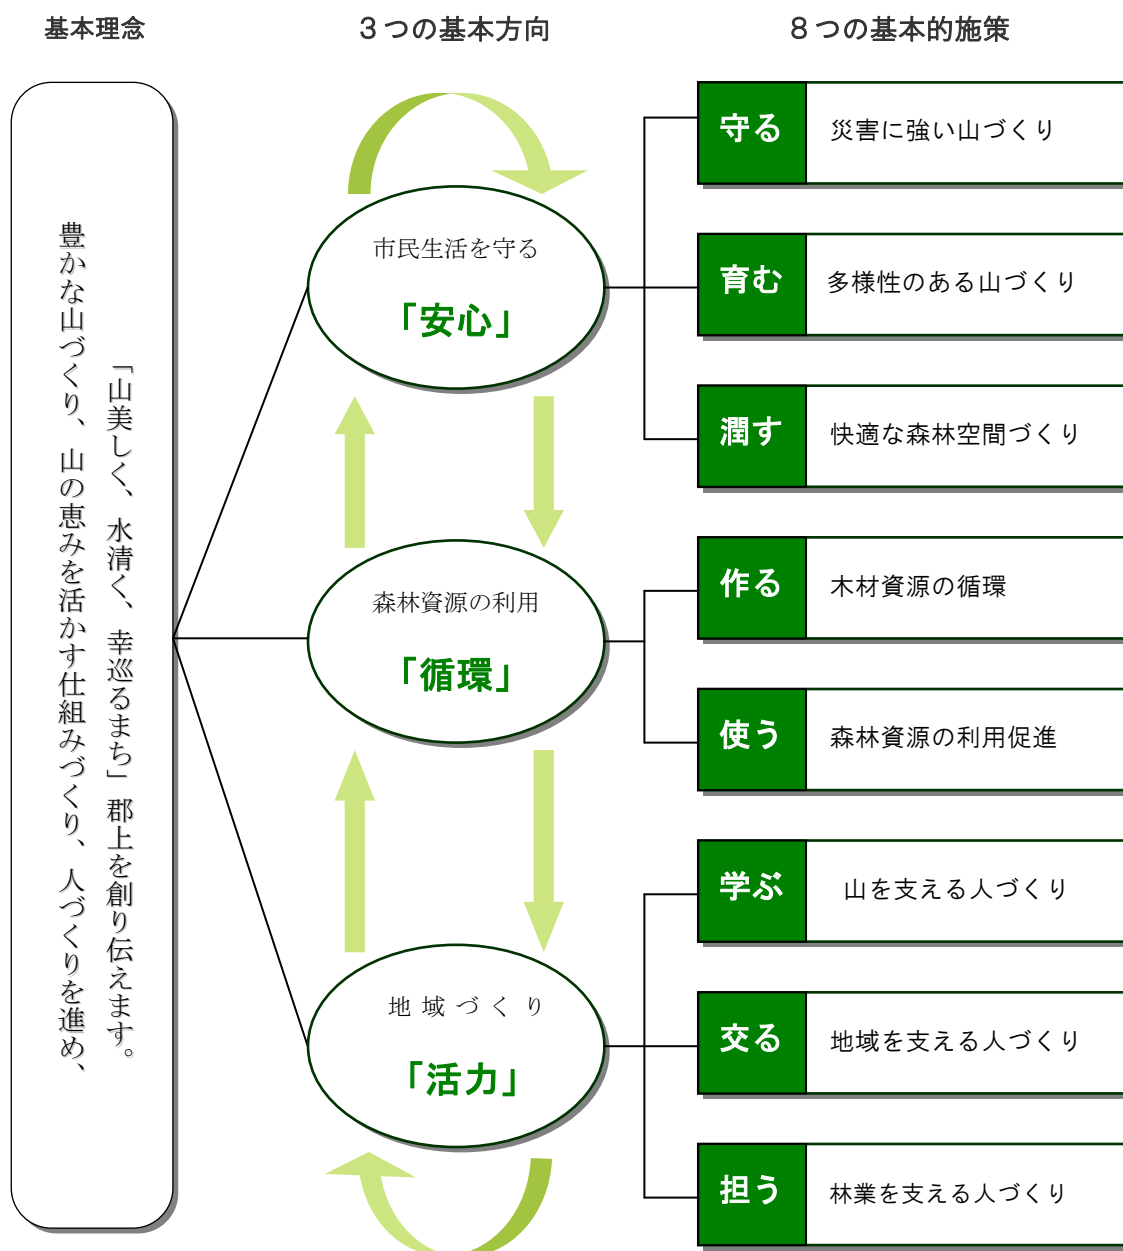 基本理念
3つの基本方向
8つの基本的施策
「山美しく、水清く、幸巡るまち」郡上を創り伝えます。
豊かな山づくり、山の恵みを活かす仕組みづくり、人づくりを進め、
市民生活を守る
「安心」
森林資源の利用
「循環」
地域づくり
「活力」
守る
災害に強い山づくり
育む
多様性のある山づくり
潤す
快適な森林空間づくり
作る
木材資源の循環
使う
森林資源の利用促進
学ぶ
山を支える人づくり
交る
地域を支える人づくり
担う
林業を支える人づくり